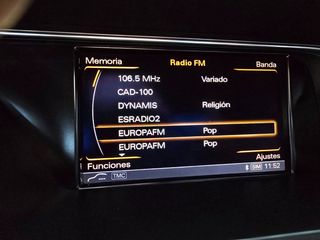 Memoria Radio FM Banda
106.5 MHz Variado
CAD-100
DYNAMIS Religión
ESRADIO2
EUROPAFM Pop
EUROPAFM Pop
Funciones Ajustes
TMC SIM 11:52